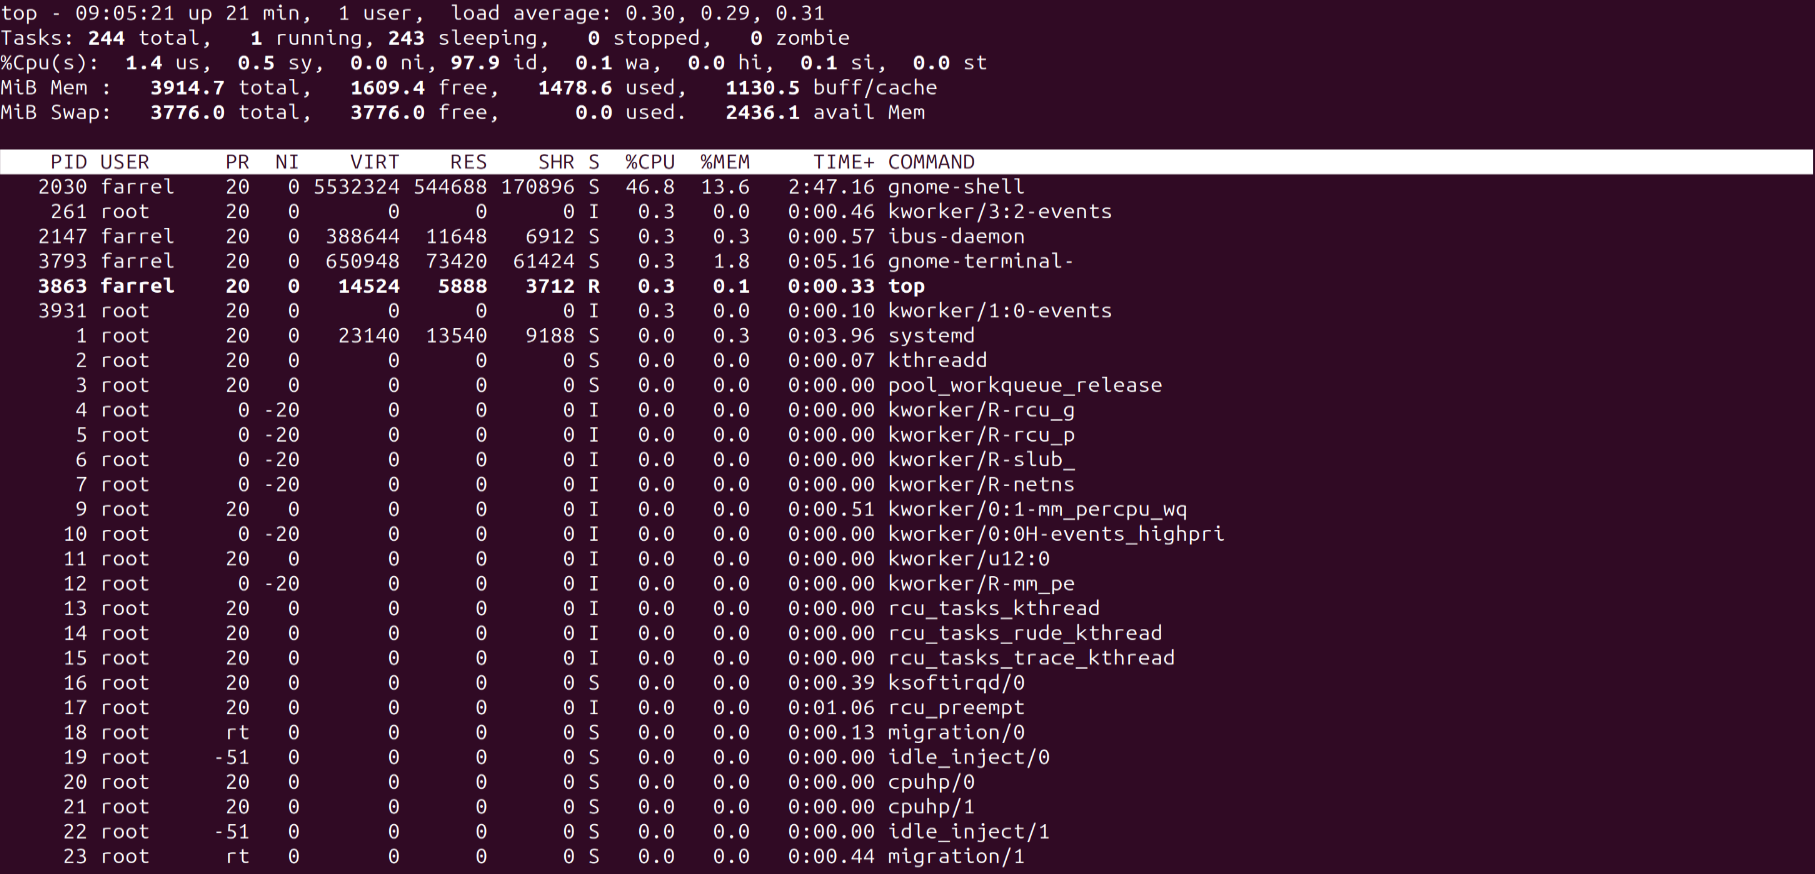 top - 09:05:21 up 21 min,  1 user,  load average: 0.30, 0.29, 0.31
Tasks: 244 total,   1 running, 243 sleeping,   0 stopped,   0 zombie
%Cpu(s):  1.4 us,  0.5 sy,  0.0 ni, 97.9 id,  0.1 wa,  0.0 hi,  0.1 si,  0.0 st
MiB Mem :   3914.7 total,   1609.4 free,   1478.6 used,   1130.5 buff/cache
MiB Swap:   3776.0 total,   3776.0 free,      0.0 used.   2436.1 avail Mem
    PID USER      PR  NI    VIRT    RES    SHR S  %CPU  %MEM     TIME+ COMMAND
   2030 farrel    20   0 5532324 544688 170896 S  46.8  13.6   2:47.16 gnome-shell
    261 root      20   0       0      0      0 I   0.3   0.0   0:00.46 kworker/3:2-events
   2147 farrel    20   0  388644  11648   6912 S   0.3   0.3   0:00.57 ibus-daemon
   3793 farrel    20   0  650948  73420  61424 S   0.3   1.8   0:05.16 gnome-terminal-
   3863 farrel    20   0   14524   5888   3712 R   0.3   0.1   0:00.33 top
   3931 root      20   0       0      0      0 I   0.3   0.0   0:00.10 kworker/1:0-events
      1 root      20   0   23140  13540   9188 S   0.0   0.3   0:03.96 systemd
      2 root      20   0       0      0      0 S   0.0   0.0   0:00.07 kthreadd
      3 root      20   0       0      0      0 S   0.0   0.0   0:00.00 pool_workqueue_release
      4 root       0 -20       0      0      0 I   0.0   0.0   0:00.00 kworker/R-rcu_g
      5 root       0 -20       0      0      0 I   0.0   0.0   0:00.00 kworker/R-rcu_p
      6 root       0 -20       0      0      0 I   0.0   0.0   0:00.00 kworker/R-slub_
      7 root       0 -20       0      0      0 I   0.0   0.0   0:00.00 kworker/R-netns
      9 root      20   0       0      0      0 I   0.0   0.0   0:00.51 kworker/0:1-mm_percpu_wq
     10 root       0 -20       0      0      0 I   0.0   0.0   0:00.00 kworker/0:0H-events_highpri
     11 root      20   0       0      0      0 I   0.0   0.0   0:00.00 kworker/u12:0
     12 root       0 -20       0      0      0 I   0.0   0.0   0:00.00 kworker/R-mm_pe
     13 root      20   0       0      0      0 I   0.0   0.0   0:00.00 rcu_tasks_kthread
     14 root      20   0       0      0      0 I   0.0   0.0   0:00.00 rcu_tasks_rude_kthread
     15 root      20   0       0      0      0 I   0.0   0.0   0:00.00 rcu_tasks_trace_kthread
     16 root      20   0       0      0      0 S   0.0   0.0   0:00.39 ksoftirqd/0
     17 root      20   0       0      0      0 I   0.0   0.0   0:01.06 rcu_preempt
     18 root      rt   0       0      0      0 S   0.0   0.0   0:00.13 migration/0
     19 root     -51   0       0      0      0 S   0.0   0.0   0:00.00 idle_inject/0
     20 root      20   0       0      0      0 S   0.0   0.0   0:00.00 cpuhp/0
     21 root      20   0       0      0      0 S   0.0   0.0   0:00.00 cpuhp/1
     22 root     -51   0       0      0      0 S   0.0   0.0   0:00.00 idle_inject/1
     23 root      rt   0       0      0      0 S   0.0   0.0   0:00.44 migration/1